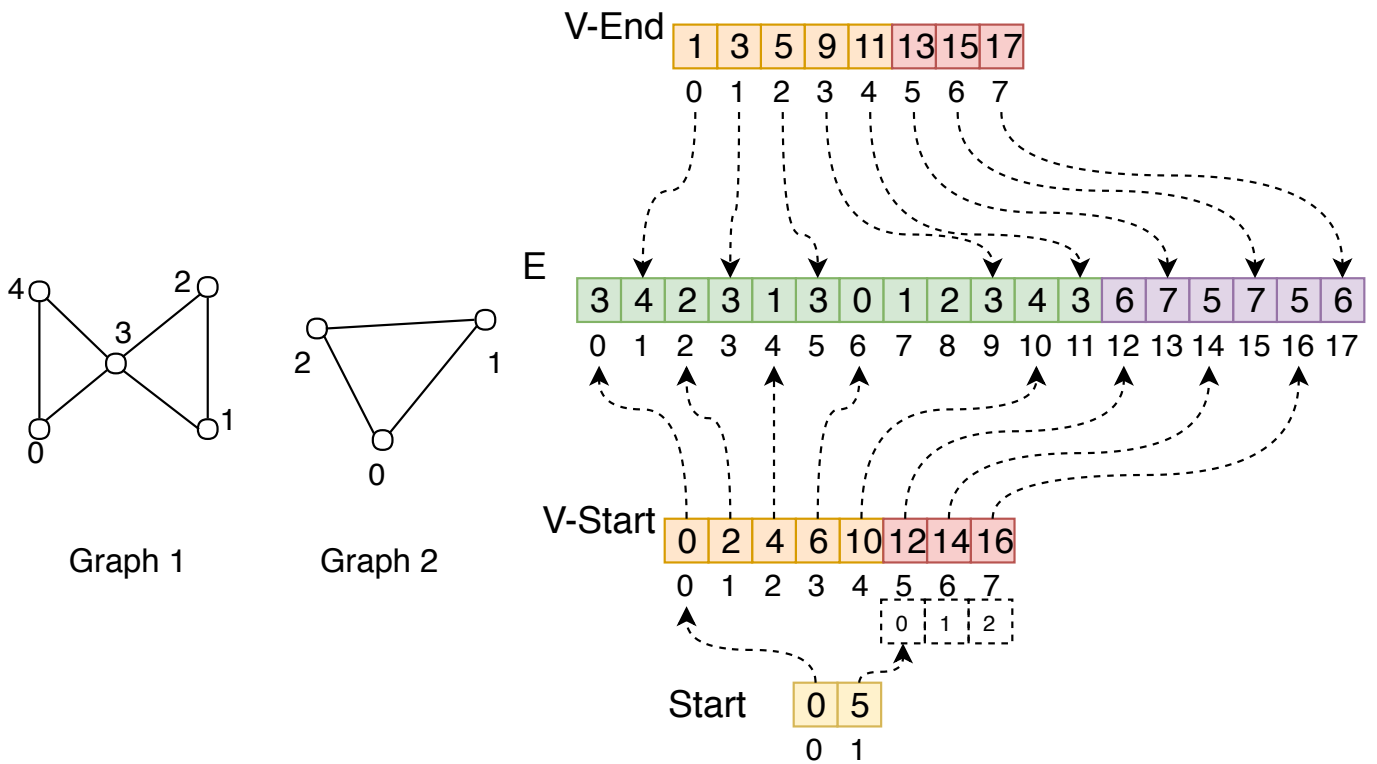 V-End
1 3 5 9 11 13 15 17
0 1 2 3 4 5 6 7
E
3 4 2 3 1 3 0 1 2 3 4 3 6 7 5 7 5 6
0 1 2 3 4 5 6 7 8 9 10 11 12 13 14 15 16 17
4
3
2
0
1
2
1
0
Graph 1
Graph 2
V-Start
0 2 4 6 10 12 14 16
0 1 2 3 4 5 6 7
0 1 2
Start
0 5
0 1